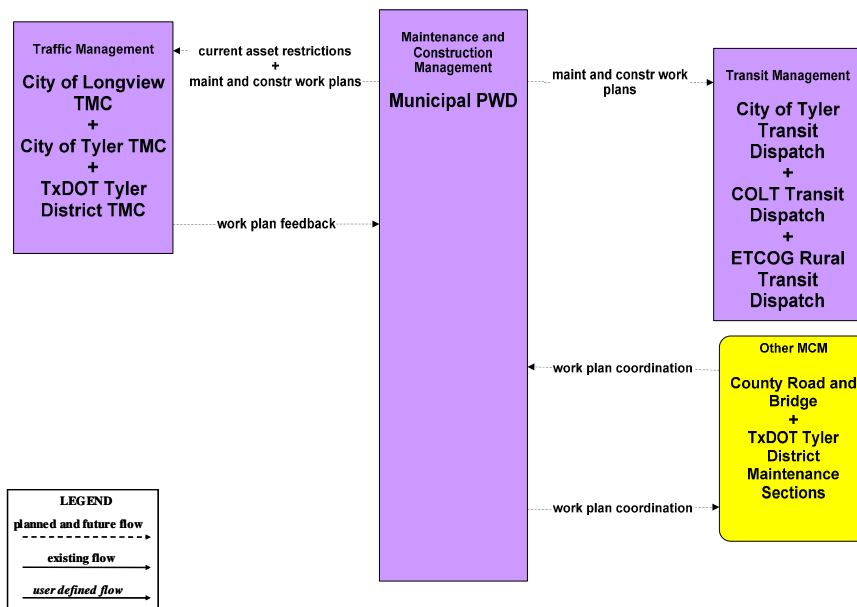 Traffic Management
City of Longview
TMC
+
City of Tyler TMC
+
TxDOT Tyler
District TMC
current asset restrictions
+
maint and constr work plans
work plan feedback
Maintenance and
Construction
Management
Municipal PWD
maint and constr work
plans
Transit Management
City of Tyler
Transit
Dispatch
+
COLT Transit
Dispatch
+
ETCOG Rural
Transit
Dispatch
work plan coordination
work plan coordination
Other MCM
County Road and
Bridge
+
TxDOT Tyler
District
Maintenance
Sections
LEGEND
planned and future flow
existing flow
user defined flow